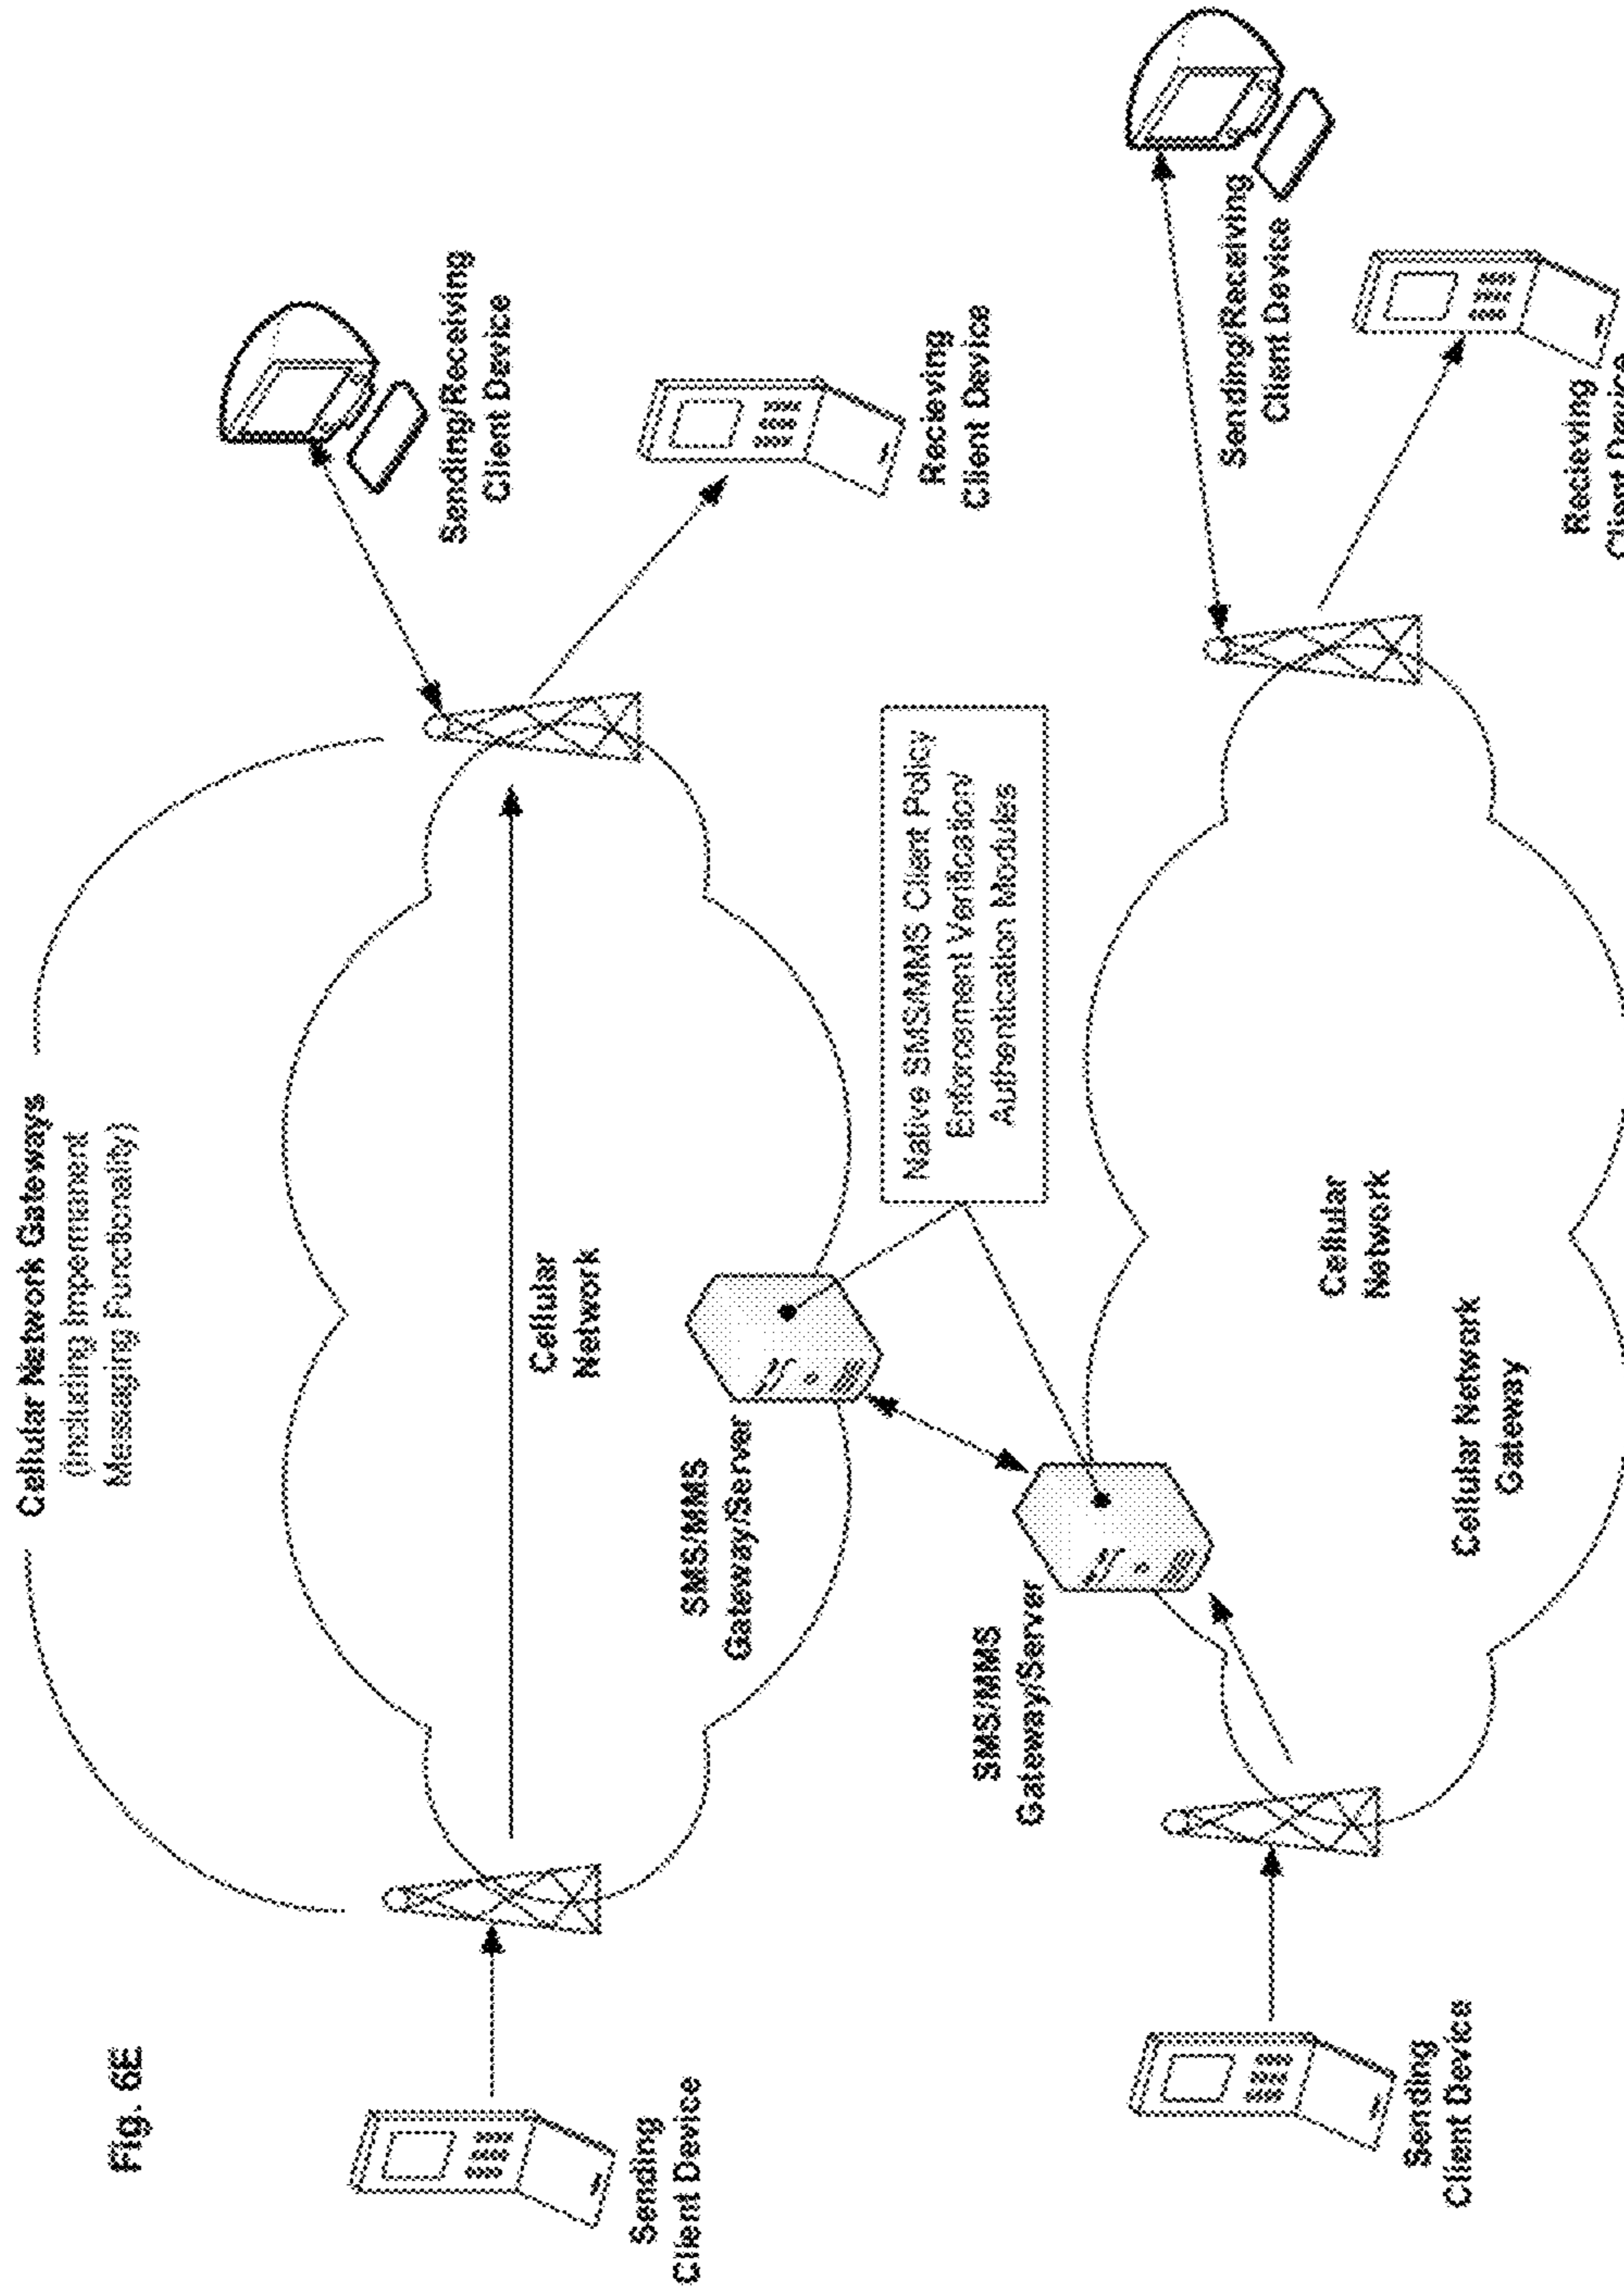 Fig. 6E
Cellular Network Gateways
(Including Impermanent
Messaging Functionality)
Sending/Receiving
Client Device
Cellular
Network
Sending
Client Device
SMS/MMS
Gateway/Server
Recieving
Client Device
Native SMS/MMS Client Policy
Enforcement Verification/
Authentication Modules
SMS/MMS
Gateway/Server
Sending/Receiving
Client Device
Cellular
Network
Cellular Network
Gateway
Sending
Client Device
Recieving
Client Device